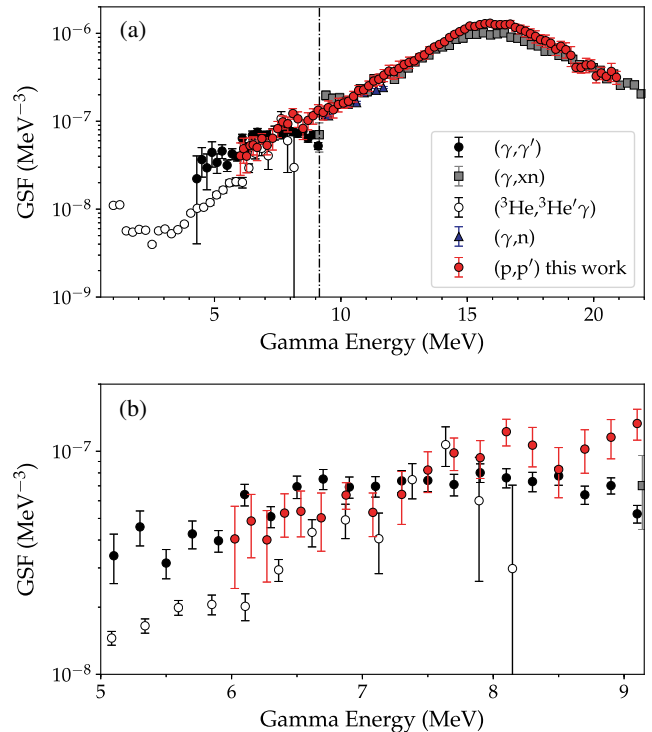 (a)
10⁻⁶
10⁻⁷
10⁻⁸
10⁻⁹
GSF (MeV⁻³)
(γ,γ′)
(γ,xn)
(³He,³He′γ)
(γ,n)
(p,p′) this work
5 10 15 20
Gamma Energy (MeV)
(b)
10⁻⁷
10⁻⁸
GSF (MeV⁻³)
5 6 7 8 9
Gamma Energy (MeV)